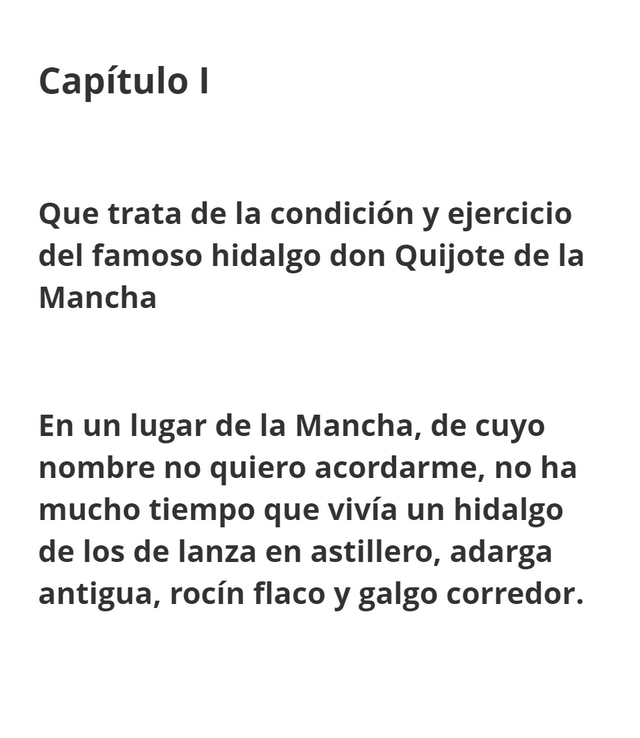 Capítulo I
Que trata de la condición y ejercicio
del famoso hidalgo don Quijote de la
Mancha
En un lugar de la Mancha, de cuyo
nombre no quiero acordarme, no ha
mucho tiempo que vivía un hidalgo
de los de lanza en astillero, adarga
antigua, rocín flaco y galgo corredor.